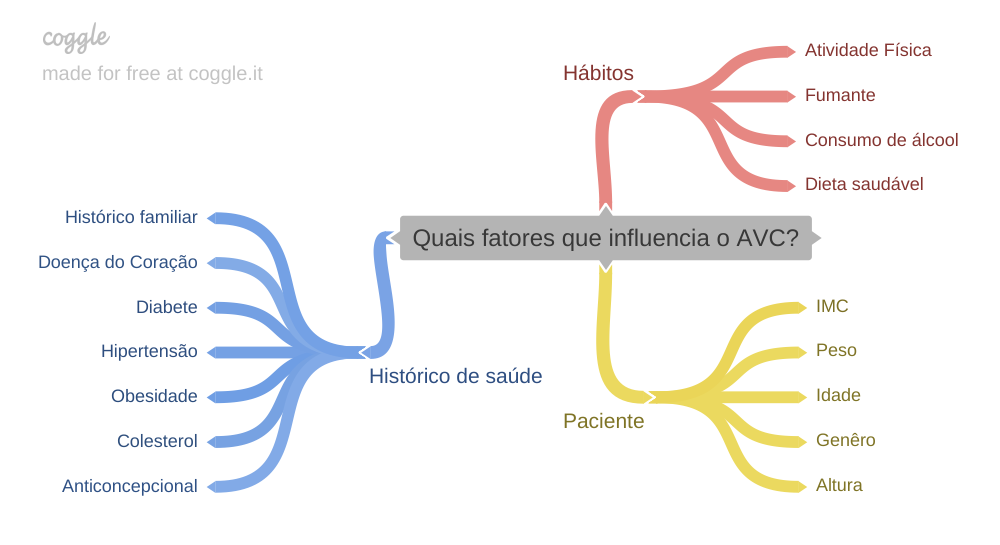 coggle
made for free at coggle.it
Hábitos
Atividade Física
Fumante
Consumo de álcool
Dieta saudável
Quais fatores que influencia o AVC?
Histórico familiar
Doença do Coração
Diabete
Hipertensão
Obesidade
Colesterol
Anticoncepcional
Histórico de saúde
Paciente
IMC
Peso
Idade
Genêro
Altura